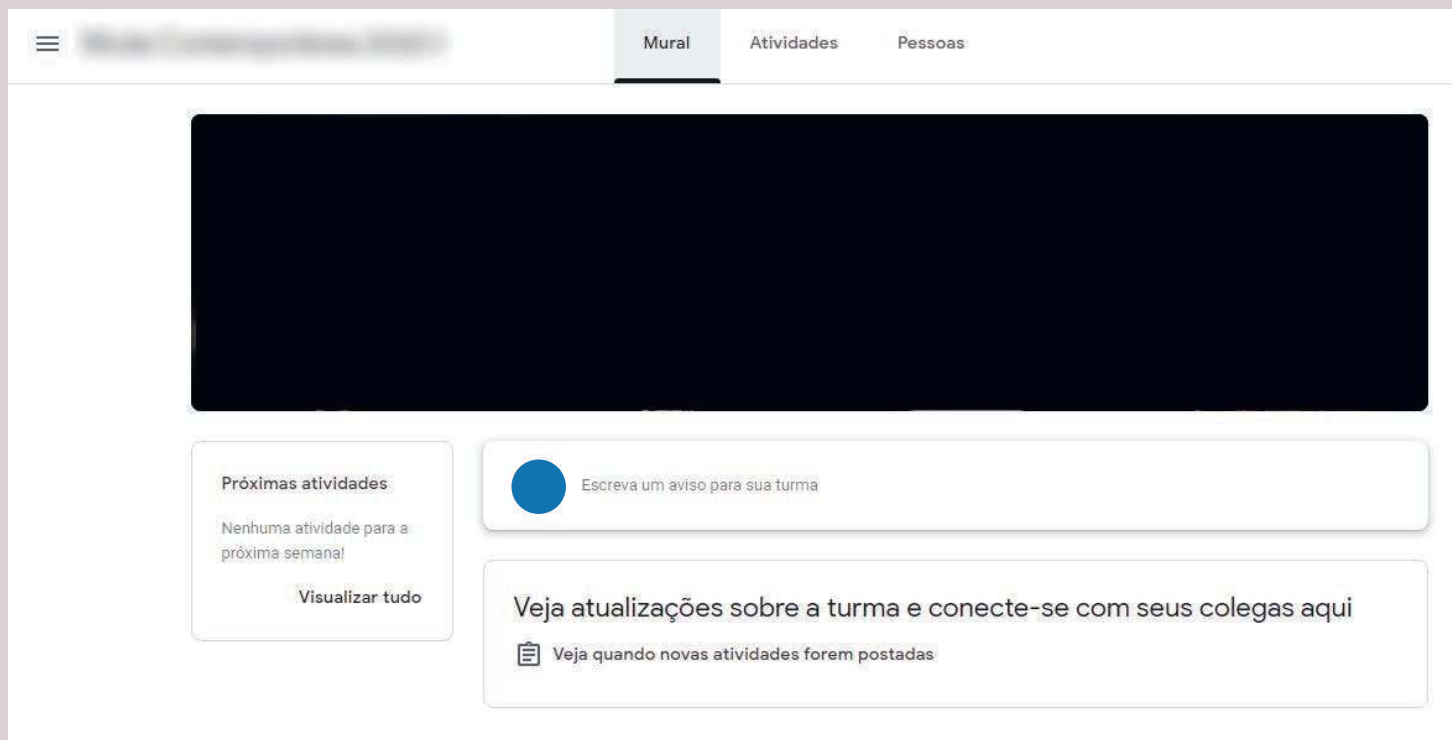 Mural
Atividades
Pessoas
Próximas atividades
Nenhuma atividade para a
próxima semana!
Visualizar tudo
Escreva um aviso para sua turma
Veja atualizações sobre a turma e conecte-se com seus colegas aqui
Veja quando novas atividades forem postadas